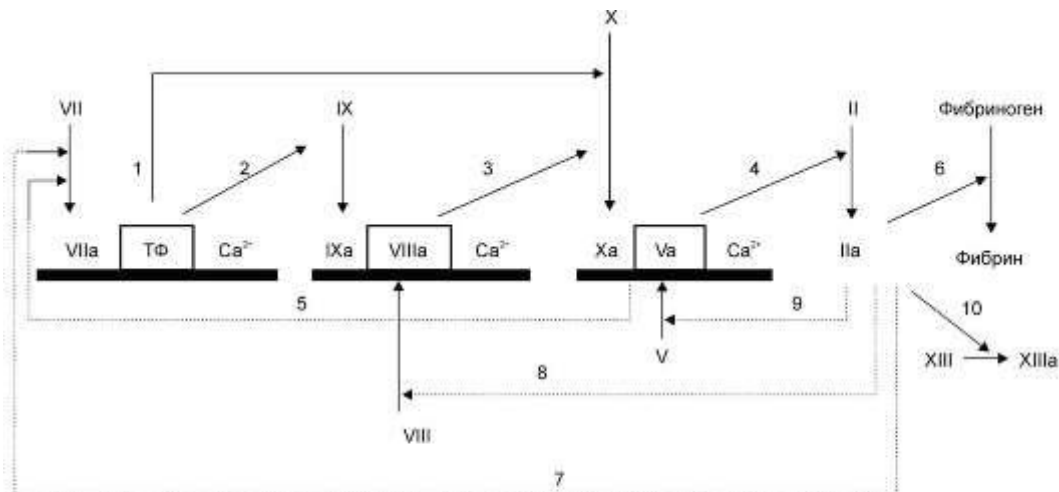 X
VII
IX
II
Фибриноген
1
2
3
4
6
VIIa
ТФ
Ca²⁺
IXa
VIIIa
Ca²⁺
Xa
Va
Ca²⁺
IIa
Фибрин
5
9
10
V
XIII
XIIIa
8
VIII
7